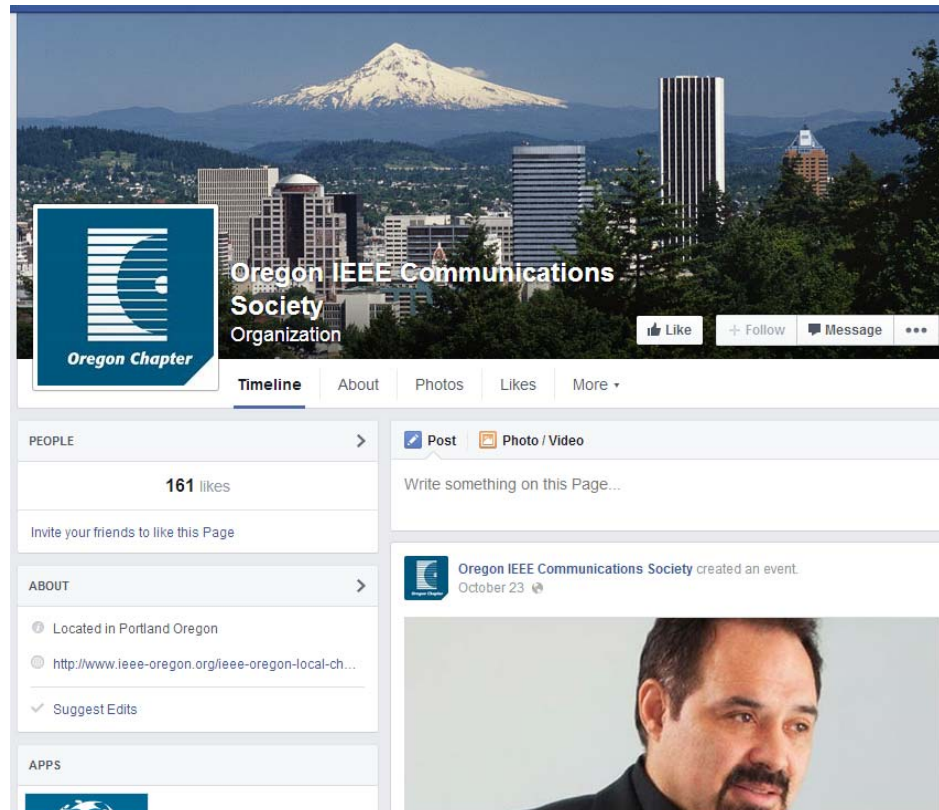 Oregon IEEE Communications
Society
Organization
Oregon Chapter
Like
+ Follow
Message
Timeline
About
Photos
Likes
More
PEOPLE
161 likes
Invite your friends to like this Page
ABOUT
Located in Portland Oregon
http://www.ieee-oregon.org/ieee-oregon-local-ch...
Suggest Edits
APPS
Post
Photo / Video
Write something on this Page...
Oregon IEEE Communications Society created an event.
October 23
Oregon Chapter